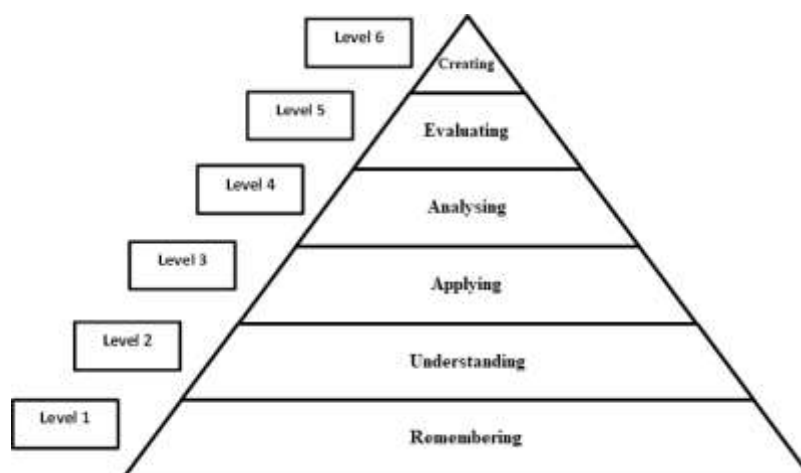 Level 6
Creating
Level 5
Evaluating
Level 4
Analysing
Level 3
Applying
Level 2
Understanding
Level 1
Remembering